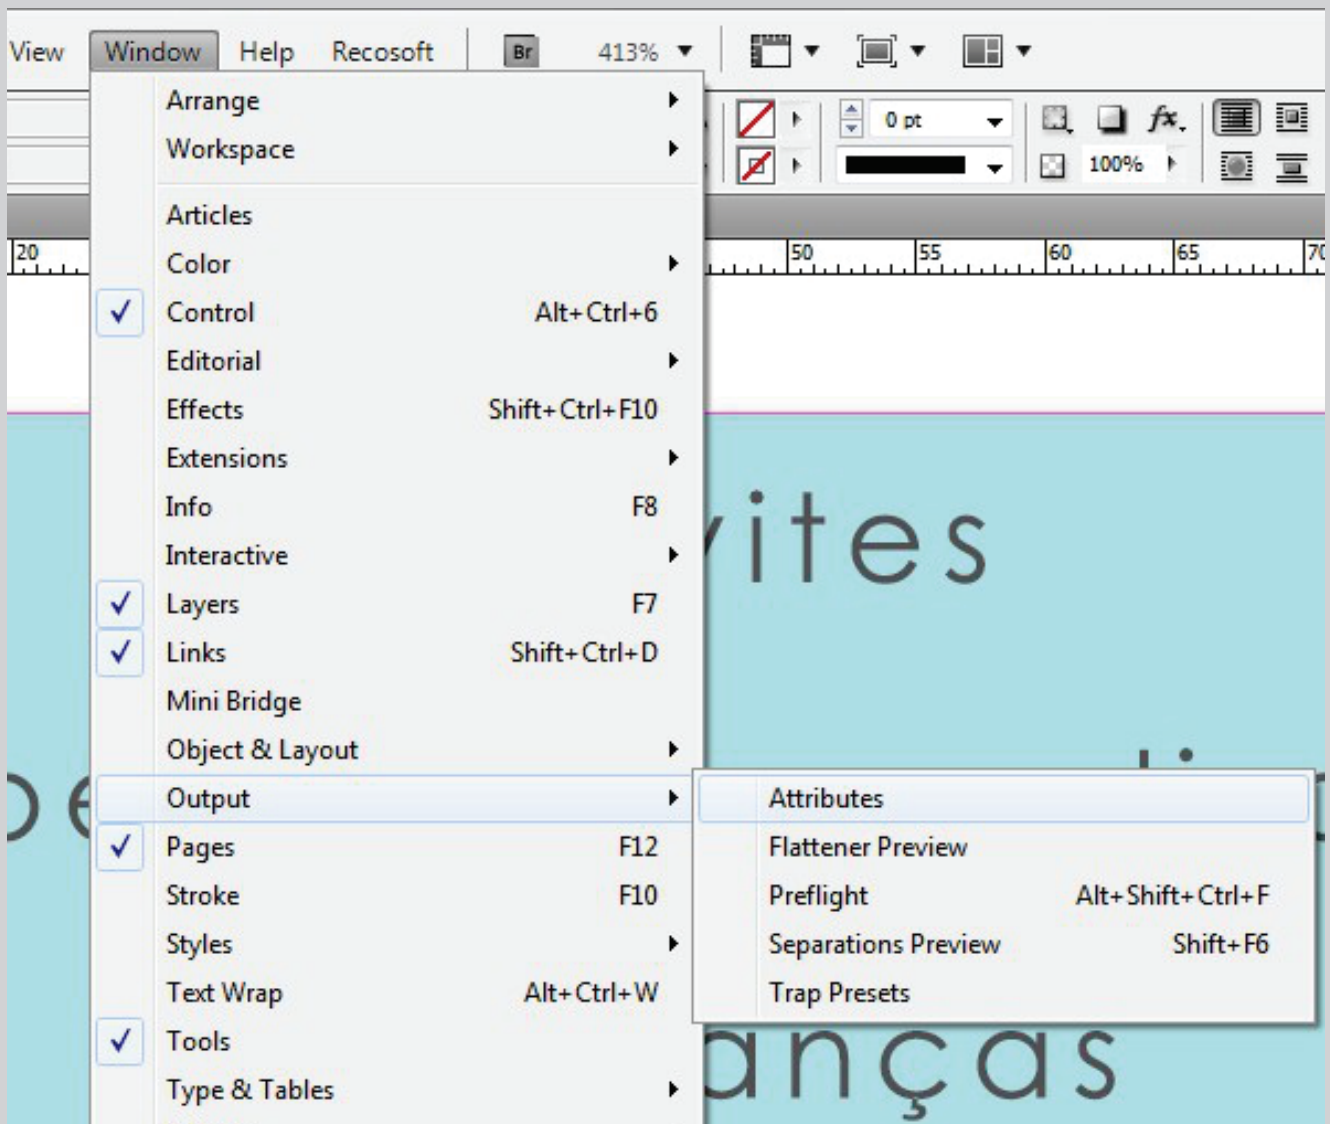 View Window Help Recosoft Br 413%
Arrange
Workspace
0 pt
fx.
100%
Articles
20 50 55 60 65 70
Color
Control Alt+Ctrl+6
Editorial
Effects Shift+Ctrl+F10
Extensions
Info F8
vites
Interactive
Layers F7
Links Shift+Ctrl+D
Mini Bridge
Object & Layout
Output
Attributes
Pages F12
Flattener Preview
Stroke F10
Preflight Alt+Shift+Ctrl+F
Styles
Separations Preview Shift+F6
Text Wrap Alt+Ctrl+W
Trap Presets
Tools
anças
Type & Tables